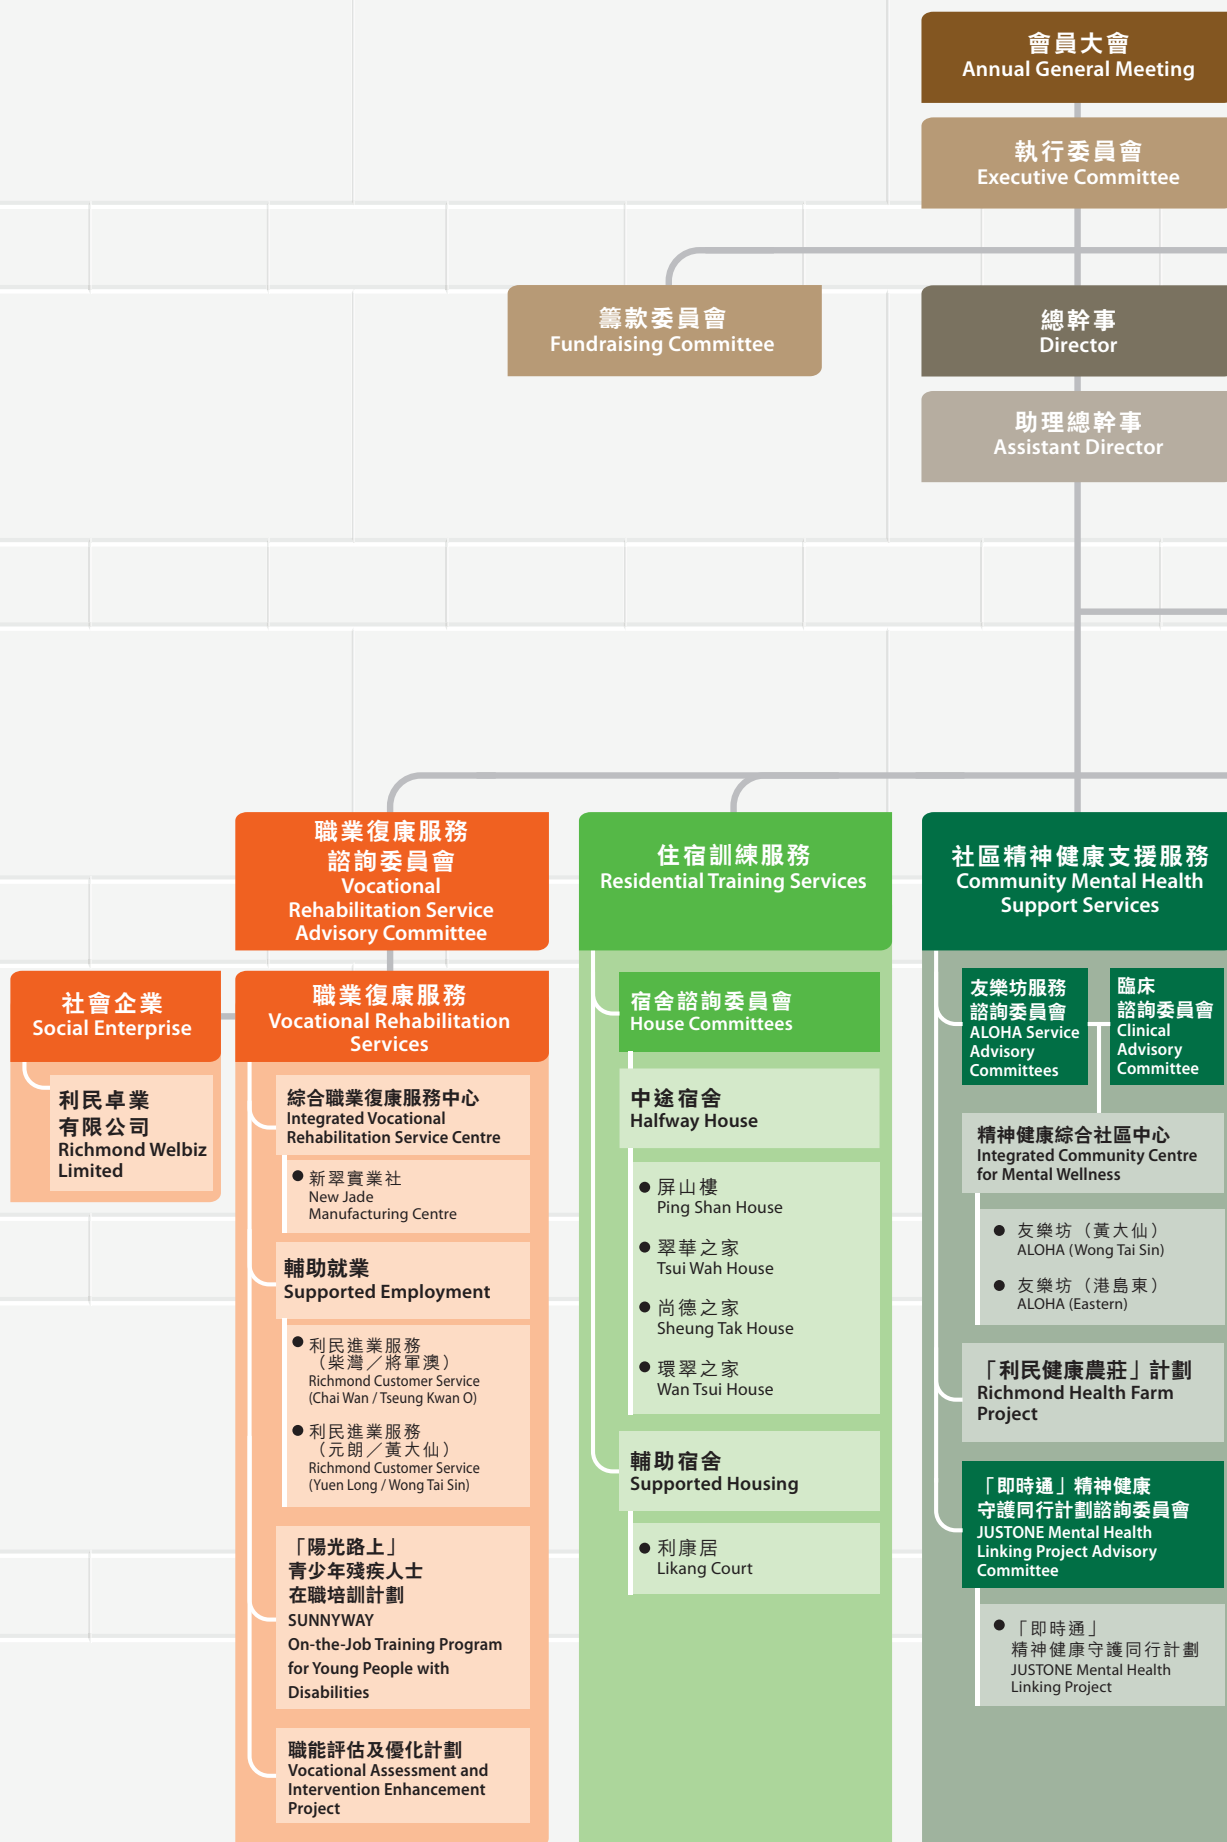 會員大會
Annual General Meeting
執行委員會
Executive Committee
籌款委員會
Fundraising Committee
總幹事
Director
助理總幹事
Assistant Director
職業復康服務
諮詢委員會
Vocational
Rehabilitation Service
Advisory Committee
社會企業
Social Enterprise
利民卓業
有限公司
Richmond Welbiz
Limited
職業復康服務
Vocational Rehabilitation
Services
綜合職業復康服務中心
Integrated Vocational
Rehabilitation Service Centre
● 新翠實業社
New Jade
Manufacturing Centre
輔助就業
Supported Employment
● 利民進業服務
（柴灣／將軍澳）
Richmond Customer Service
(Chai Wan / Tseung Kwan O)
● 利民進業服務
（元朗／黃大仙）
Richmond Customer Service
(Yuen Long / Wong Tai Sin)
「陽光路上」
青少年殘疾人士
在職培訓計劃
SUNNYWAY
On-the-Job Training Program
for Young People with
Disabilities
職能評估及優化計劃
Vocational Assessment and
Intervention Enhancement
Project
住宿訓練服務
Residential Training Services
宿舍諮詢委員會
House Committees
中途宿舍
Halfway House
● 屏山樓
Ping Shan House
● 翠華之家
Tsui Wah House
● 尚德之家
Sheung Tak House
● 環翠之家
Wan Tsui House
輔助宿舍
Supported Housing
● 利康居
Likang Court
社區精神健康支援服務
Community Mental Health
Support Services
友樂坊服務
諮詢委員會
ALOHA Service
Advisory
Committees
臨床
諮詢委員會
Clinical
Advisory
Committee
精神健康綜合社區中心
Integrated Community Centre
for Mental Wellness
● 友樂坊（黃大仙）
ALOHA (Wong Tai Sin)
● 友樂坊（港島東）
ALOHA (Eastern)
「利民健康農莊」計劃
Richmond Health Farm
Project
「即時通」精神健康
守護同行計劃諮詢委員會
JUSTONE Mental Health
Linking Project Advisory
Committee
● 「即時通」
精神健康守護同行計劃
JUSTONE Mental Health
Linking Project